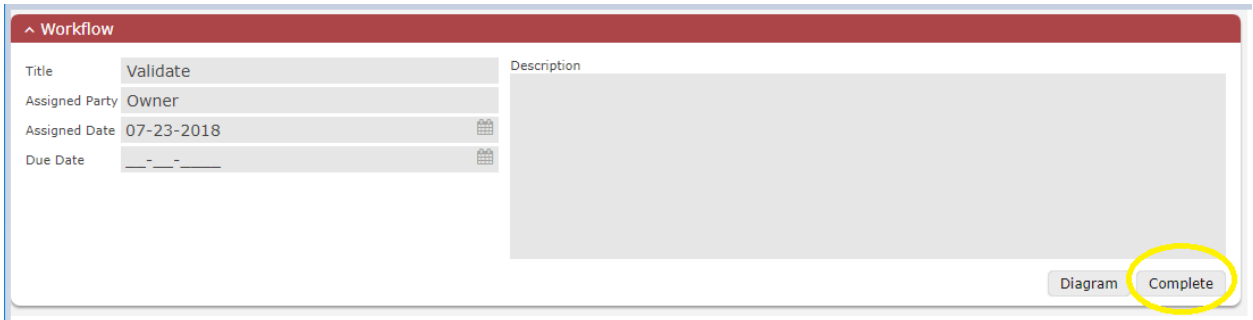 Workflow
Title Validate
Assigned Party Owner
Assigned Date 07-23-2018
Due Date __-__-____
Description
Diagram Complete